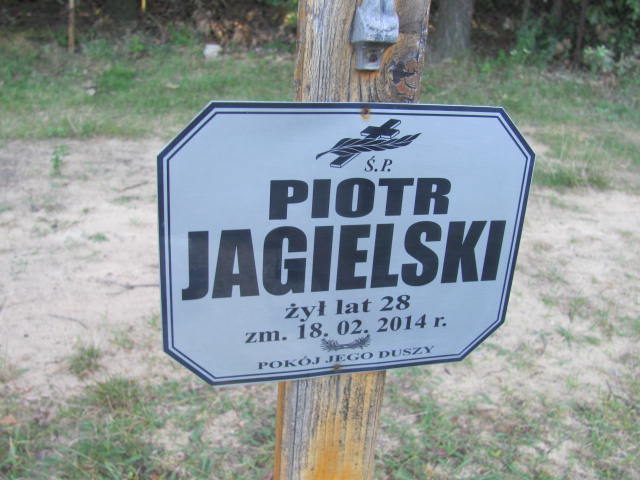 Ś.P.
PIOTR
JAGIELSKI
żył lat 28
zm. 18. 02. 2014 r.
POKÓJ JEGO DUSZY